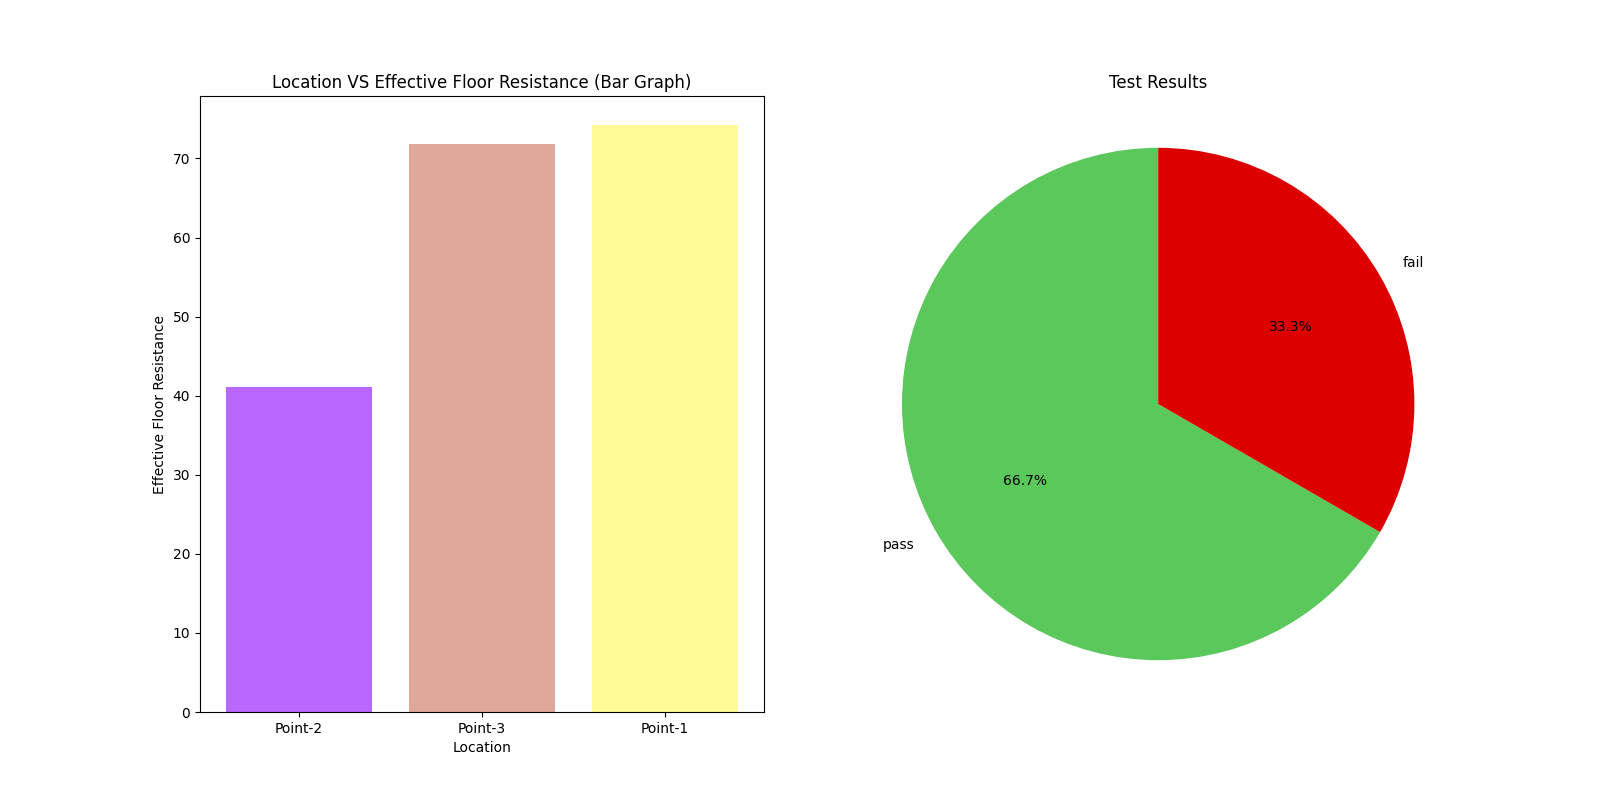 Location VS Effective Floor Resistance (Bar Graph)
Effective Floor Resistance
70
60
50
40
30
20
10
0
Point-2 Point-3 Point-1
Location
Test Results
fail
33.3%
66.7%
pass